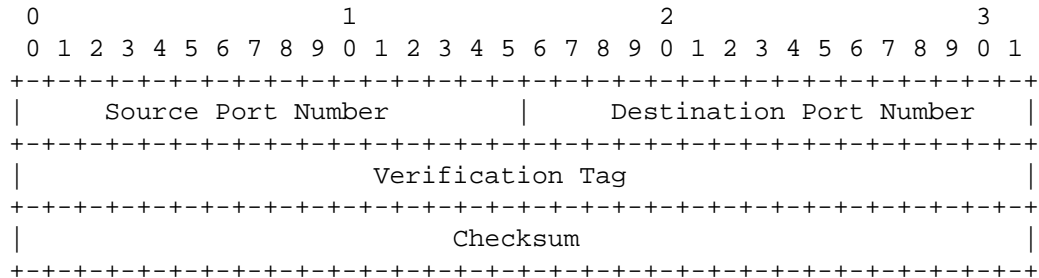 0                   1                   2                   3
 0 1 2 3 4 5 6 7 8 9 0 1 2 3 4 5 6 7 8 9 0 1 2 3 4 5 6 7 8 9 0 1
+-+-+-+-+-+-+-+-+-+-+-+-+-+-+-+-+-+-+-+-+-+-+-+-+-+-+-+-+-+-+-+-+
|     Source Port Number        |     Destination Port Number   |
+-+-+-+-+-+-+-+-+-+-+-+-+-+-+-+-+-+-+-+-+-+-+-+-+-+-+-+-+-+-+-+-+
|                      Verification Tag                         |
+-+-+-+-+-+-+-+-+-+-+-+-+-+-+-+-+-+-+-+-+-+-+-+-+-+-+-+-+-+-+-+-+
|                           Checksum                            |
+-+-+-+-+-+-+-+-+-+-+-+-+-+-+-+-+-+-+-+-+-+-+-+-+-+-+-+-+-+-+-+-+